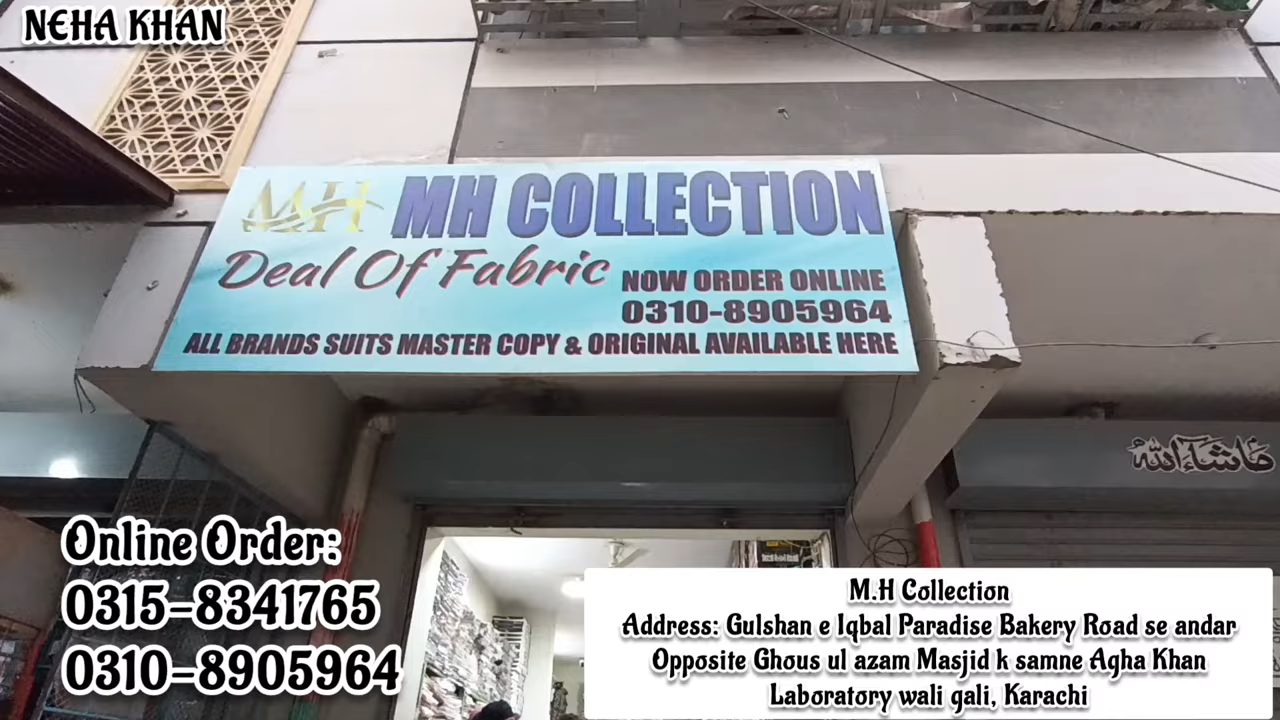 NEHA KHAN
MH MH COLLECTION
Deal Of Fabric
NOW ORDER ONLINE
0310-8905964
ALL BRANDS SUITS MASTER COPY & ORIGINAL AVAILABLE HERE
ماشاءاللہ
Online Order:
0315-8341765
0310-8905964
M.H Collection
Address: Gulshan e Iqbal Paradise Bakery Road se andar
Opposite Ghous ul azam Masjid k samne Agha Khan
Laboratory wali gali, Karachi